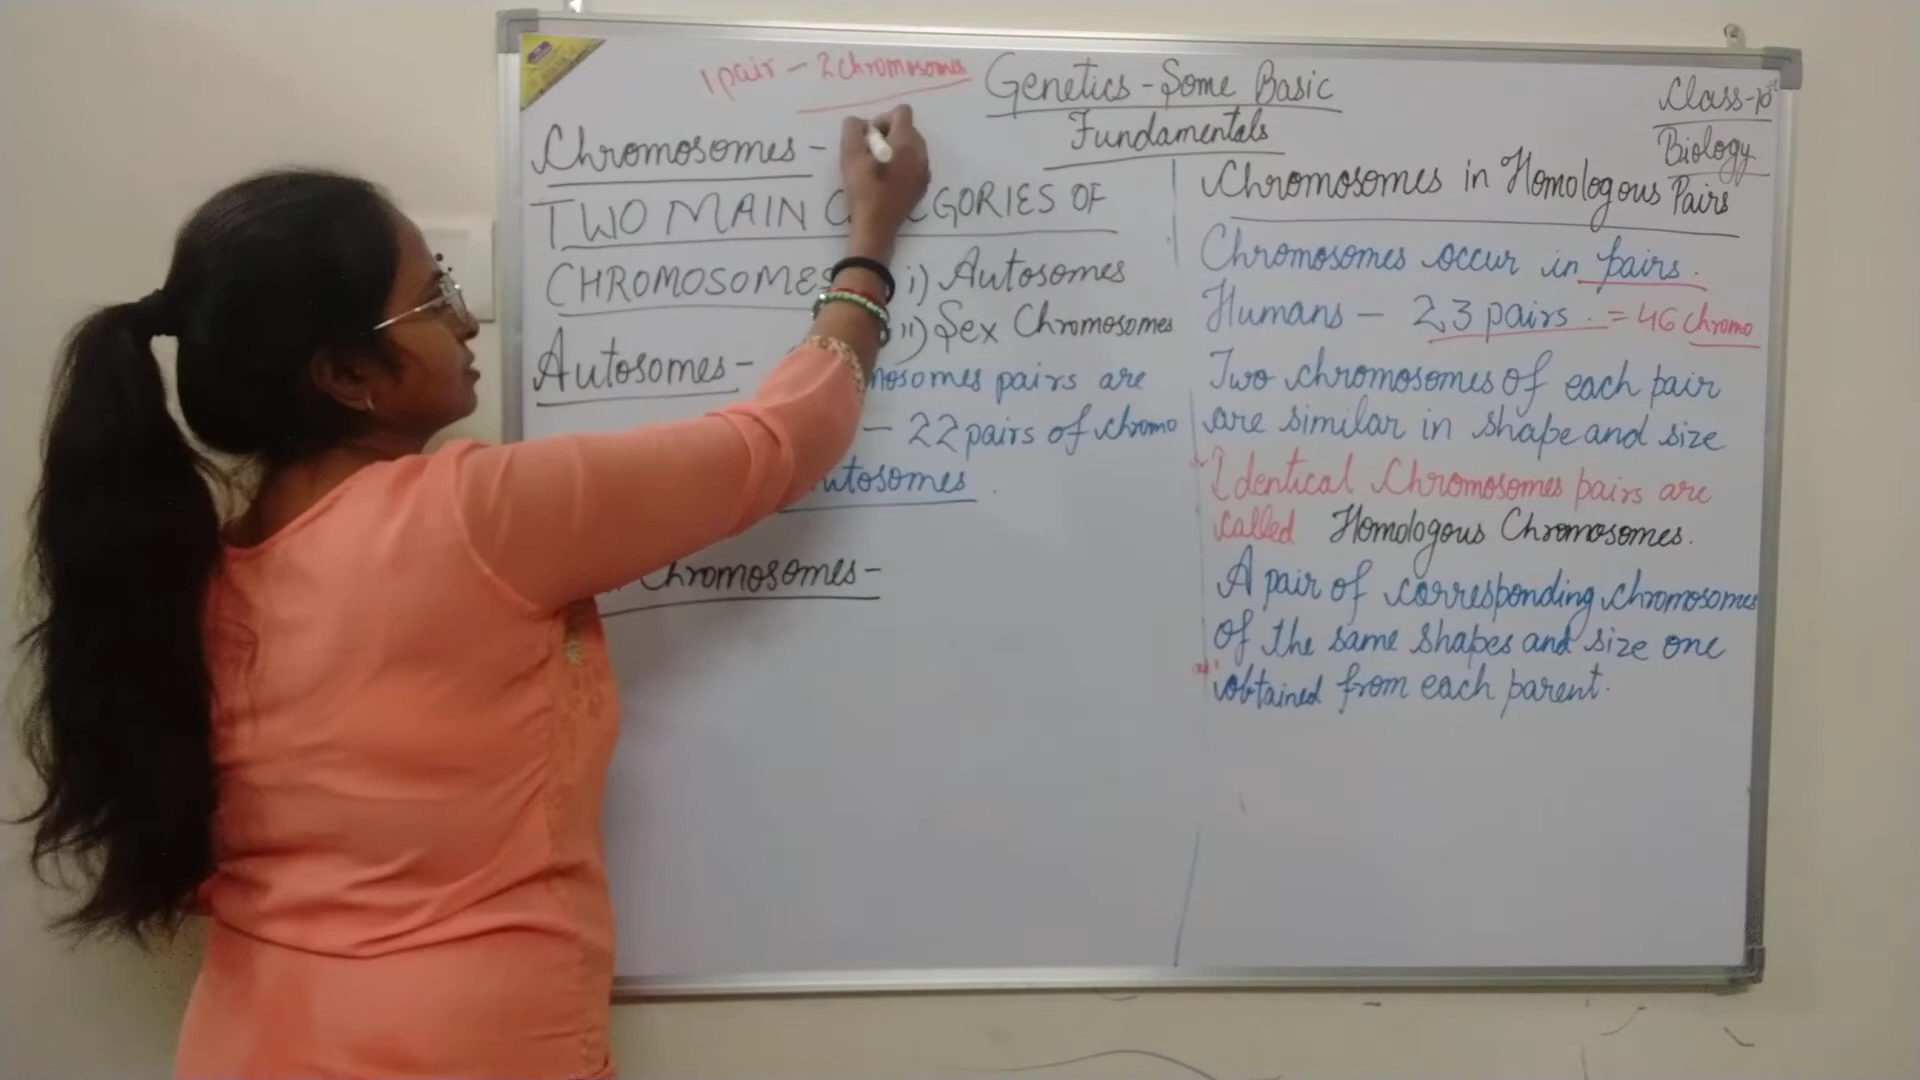 1 pair - 2 chromosomes
Genetics - Some Basic
Fundamentals
Class-10th
Biology
Chromosomes -
TWO MAIN GORIES OF
CHROMOSOMES
i) Autosomes
ii) Sex Chromosomes
Autosomes -
mosomes pairs are
- 22 pairs of chromo
utosomes .
Chromosomes -
Chromosomes in Homologous Pairs
Chromosomes occur in pairs.
Humans - 23 pairs. = 46 chromo
Two chromosomes of each pair
are similar in shape and size
Identical Chromosomes pairs are
called Homologous Chromosomes.
A pair of corresponding chromosomes
of the same shapes and size one
obtained from each parent.